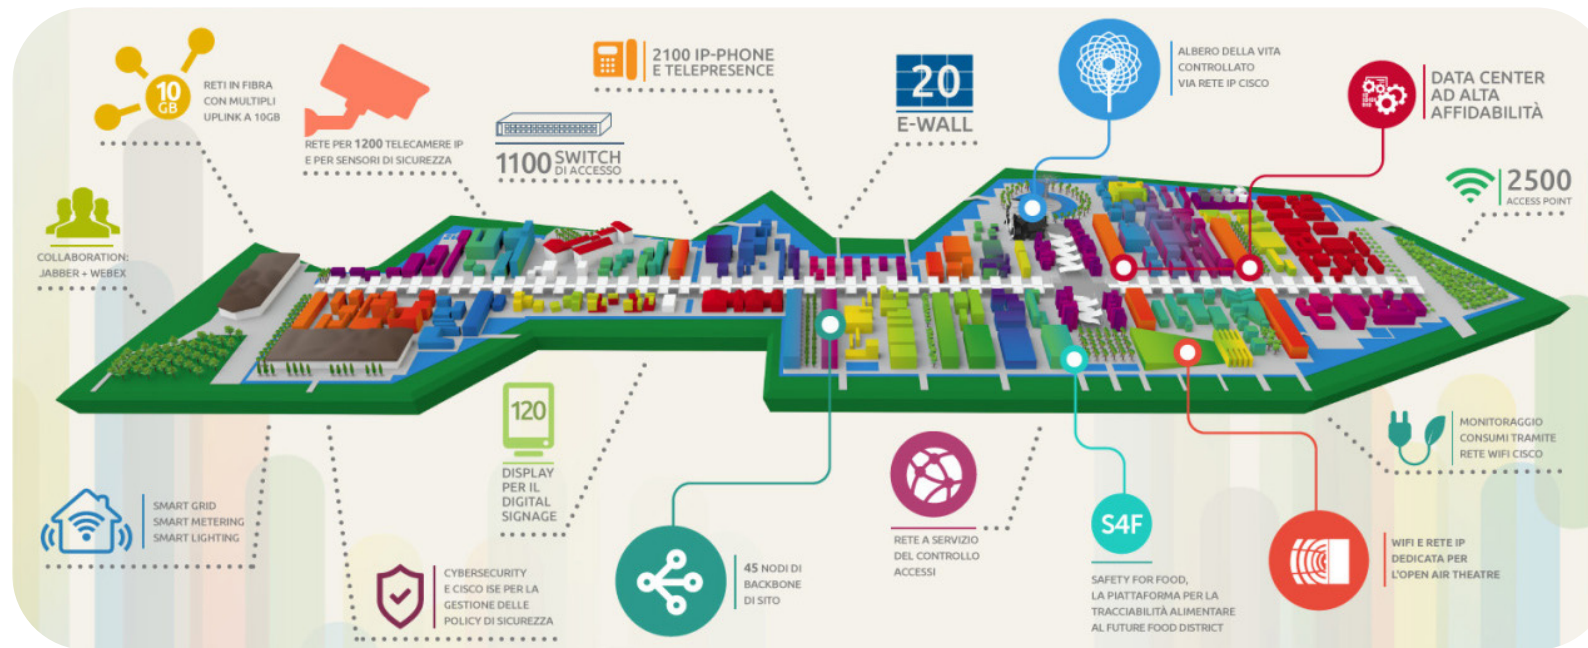 10
GB
RETI IN FIBRA
CON MULTIPLI
UPLINK A 10GB
RETE PER 1200 TELECAMERE IP
E PER SENSORI DI SICUREZZA
1100 SWITCH
DI ACCESSO
2100 IP-PHONE
E TELEPRESENCE
20
E-WALL
ALBERO DELLA VITA
CONTROLLATO
VIA RETE IP CISCO
DATA CENTER
AD ALTA
AFFIDABILITÀ
2500
ACCESS POINT
COLLABORATION:
JABBER + WEBEX
SMART GRID
SMART METERING
SMART LIGHTING
CYBERSECURITY
E CISCO ISE PER LA
GESTIONE DELLE
POLICY DI SICUREZZA
120
DISPLAY
PER IL
DIGITAL
SIGNAGE
45 NODI DI
BACKBONE
DI SITO
RETE A SERVIZIO
DEL CONTROLLO
ACCESSI
S4F
SAFETY FOR FOOD,
LA PIATTAFORMA PER LA
TRACCIABILITÀ ALIMENTARE
AL FUTURE FOOD DISTRICT
WIFI E RETE IP
DEDICATA PER
L'OPEN AIR THEATRE
MONITORAGGIO
CONSUMI TRAMITE
RETE WIFI CISCO